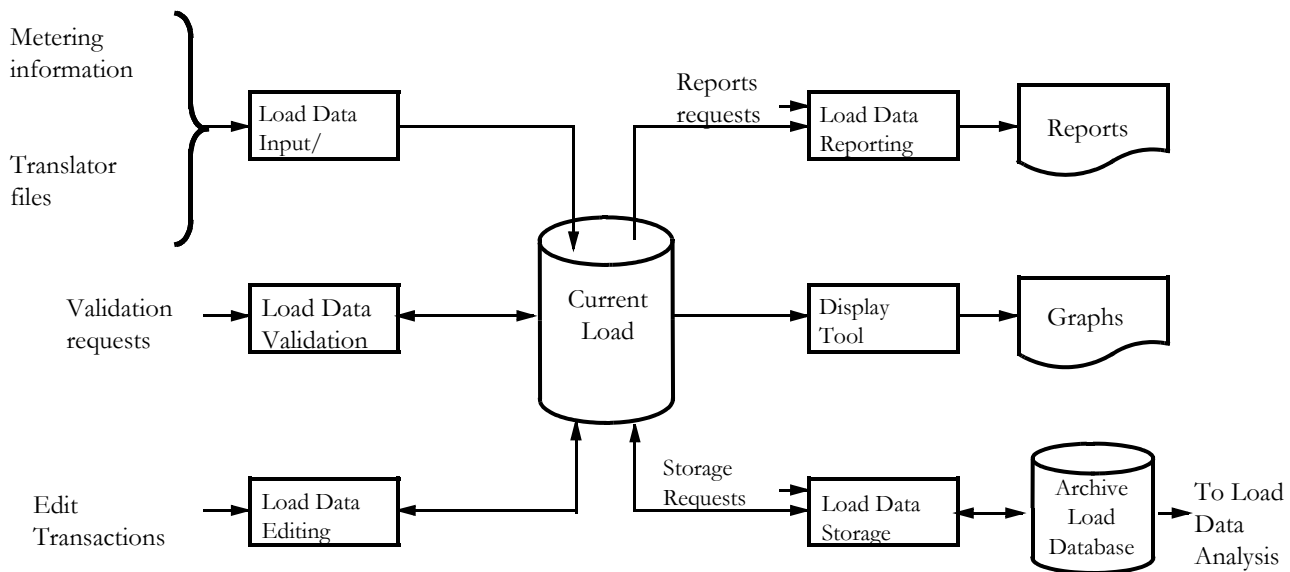 Metering
information
Translator
files
Load Data
Input/
Reports
requests
Load Data
Reporting
Reports
Validation
requests
Load Data
Validation
Current
Load
Display
Tool
Graphs
Edit
Transactions
Load Data
Editing
Storage
Requests
Load Data
Storage
Archive
Load
Database
To Load
Data
Analysis